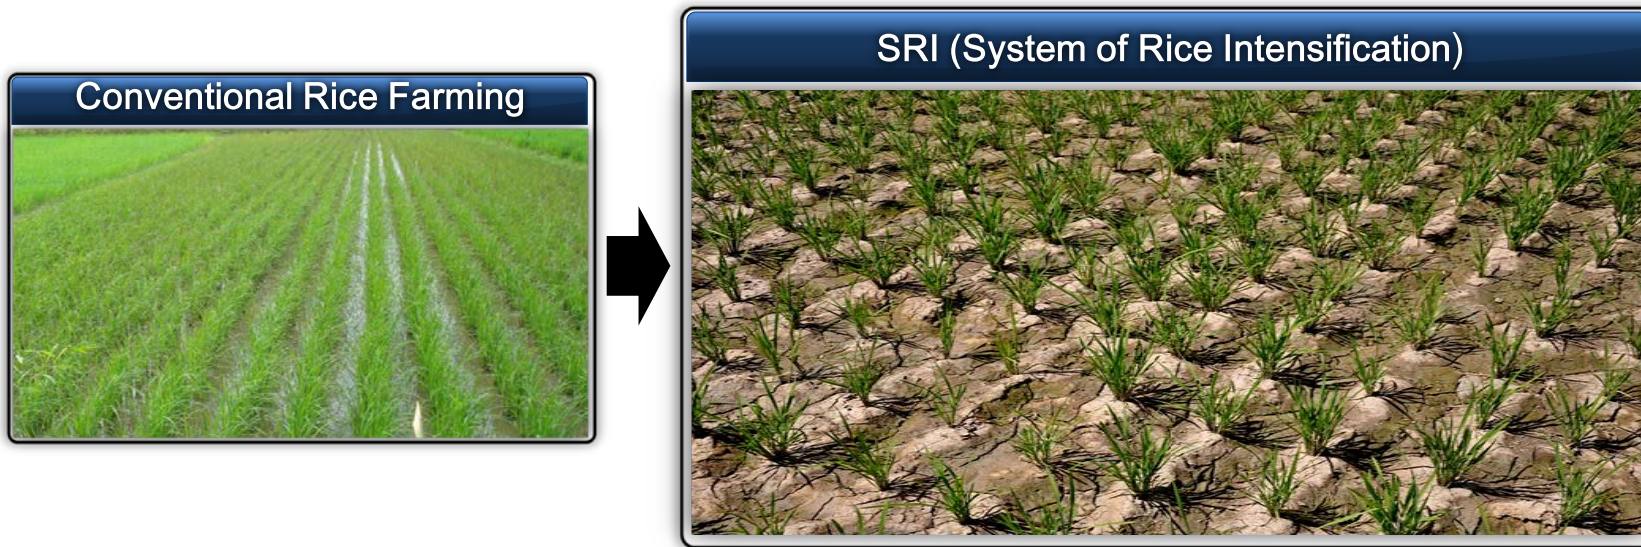 Conventional Rice Farming
SRI (System of Rice Intensification)